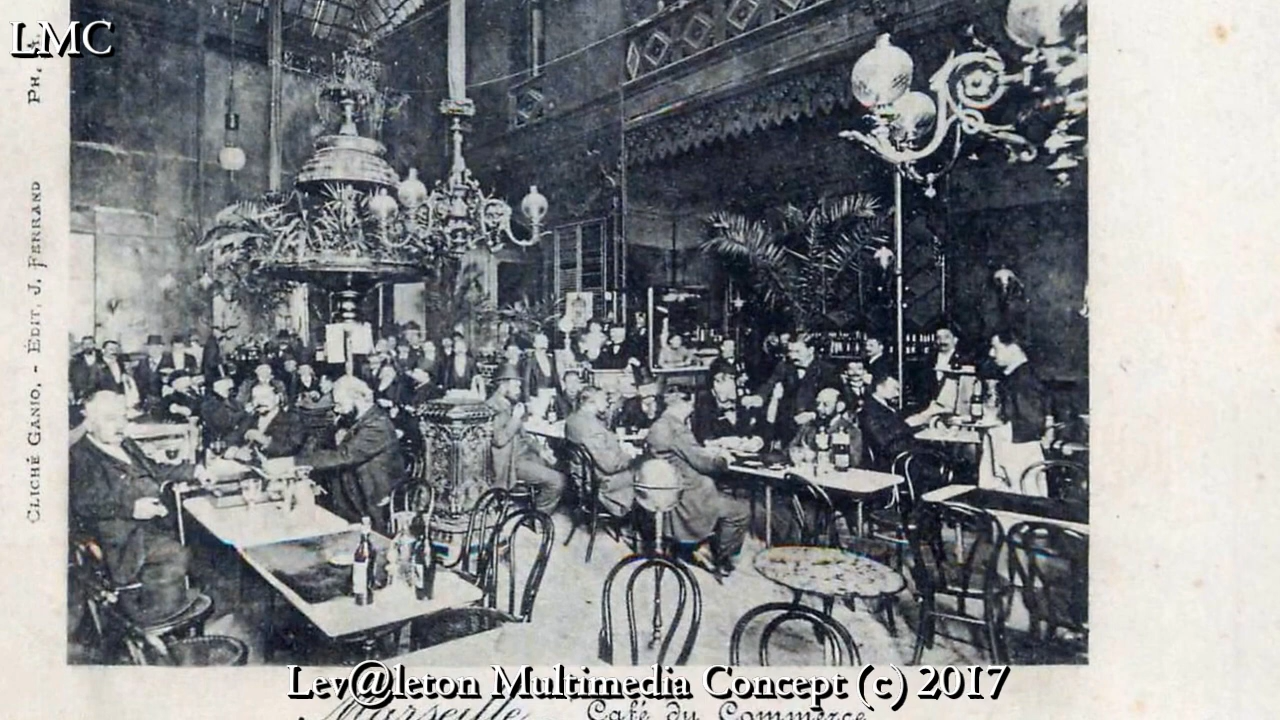 LMC
CLICHÉ GANIO. - ÉDIT. J. FERRAND
Lev@leton Multimedia Concept (c) 2017
Marseille Café du Commerce